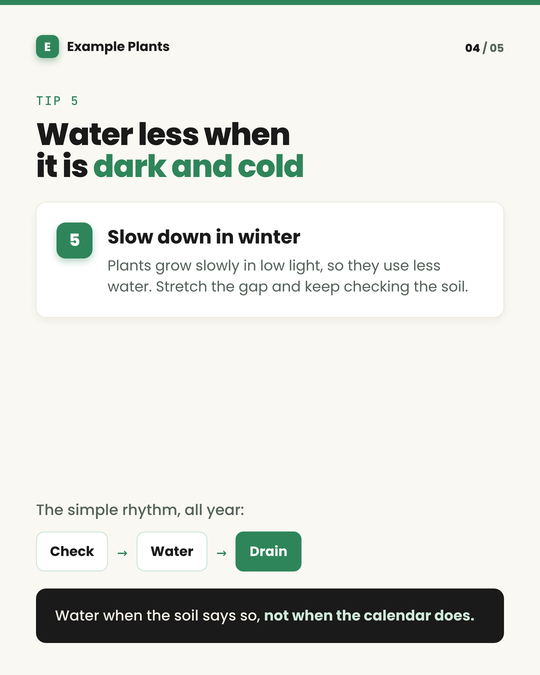 E Example Plants
04 / 05
TIP 5
Water less when
it is dark and cold
5
Slow down in winter
Plants grow slowly in low light, so they use less
water. Stretch the gap and keep checking the soil.
The simple rhythm, all year:
Check → Water → Drain
Water when the soil says so, not when the calendar does.